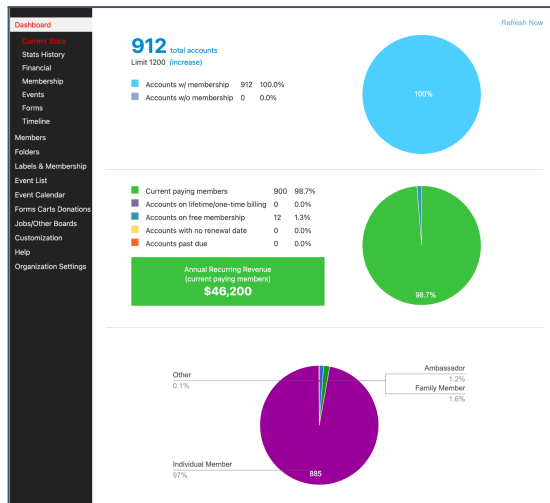 Dashboard
Current Stats
Stats History
Financial
Membership
Events
Forms
Timeline
Members
Folders
Labels & Membership
Event List
Event Calendar
Forms Carts Donations
Jobs/Other Boards
Customization
Help
Organization Settings
Refresh Now
912 total accounts
Limit 1200 (increase)
Accounts w/ membership 912 100.0%
Accounts w/o membership 0 0.0%
100%
Current paying members 900 98.7%
Accounts on lifetime/one-time billing 0 0.0%
Accounts on free membership 12 1.3%
Accounts with no renewal date 0 0.0%
Accounts past due 0 0.0%
Annual Recurring Revenue
(current paying members)
$46,200
98.7%
Other
0.1%
Ambassador
1.2%
Family Member
1.6%
Individual Member
97%
885